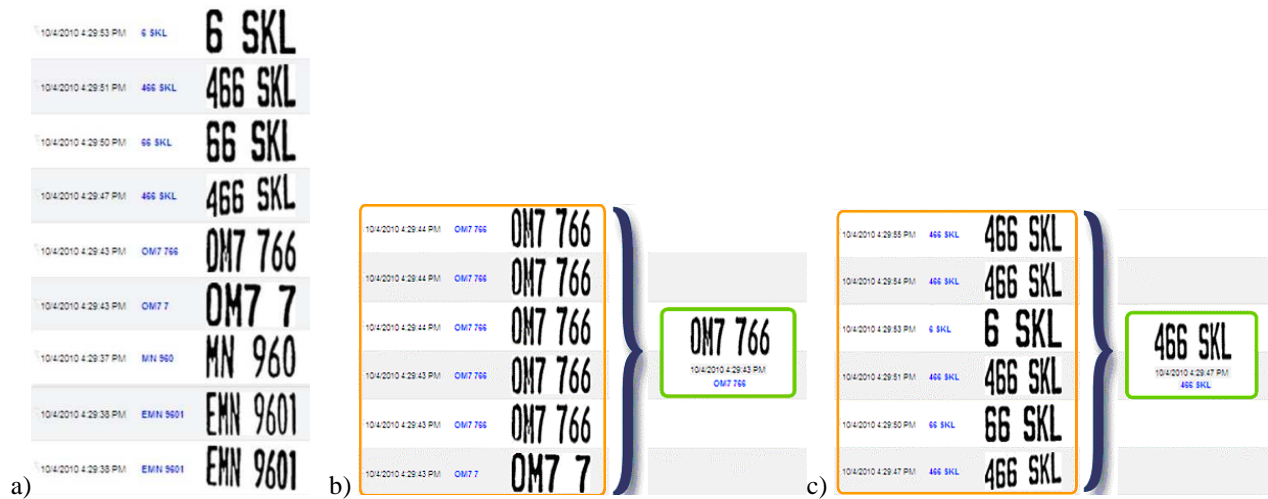 10/4/2010 4:29:53 PM 6 SKL 6 SKL
10/4/2010 4:29:51 PM 466 SKL 466 SKL
10/4/2010 4:29:50 PM 66 SKL 66 SKL
10/4/2010 4:29:47 PM 466 SKL 466 SKL
10/4/2010 4:29:43 PM OM7 766 OM7 766
10/4/2010 4:29:43 PM OM7 7 OM7 7
10/4/2010 4:29:37 PM MN 960 MN 960
10/4/2010 PM EMN 9601 EMN 9601
10/4/2010 PM EMN 9601 EMN 9601
a)
10/4/2010 4:29:44 PM OM7 766 OM7 766
10/4/2010 4:29:44 PM OM7 766 OM7 766
10/4/2010 4:29:44 PM OM7 766 OM7 766
10/4/2010 4:29:43 PM OM7 766 OM7 766
10/4/2010 4:29:43 PM OM7 766 OM7 766
10/4/2010 4:29:43 PM OM7 7 OM7 7
OM7 766
10/4/2010 4:29:43 PM
OM7 766
b)
10/4/2010 4:29:55 PM 466 SKL 466 SKL
10/4/2010 4:29:54 PM 466 SKL 466 SKL
10/4/2010 4:29:53 PM 6 SKL 6 SKL
10/4/2010 4:29:51 PM 466 SKL 466 SKL
10/4/2010 4:29:50 PM 66 SKL 66 SKL
10/4/2010 4:29:47 PM 466 SKL 466 SKL
466 SKL
10/4/2010 4:29:47 PM
466 SKL
c)